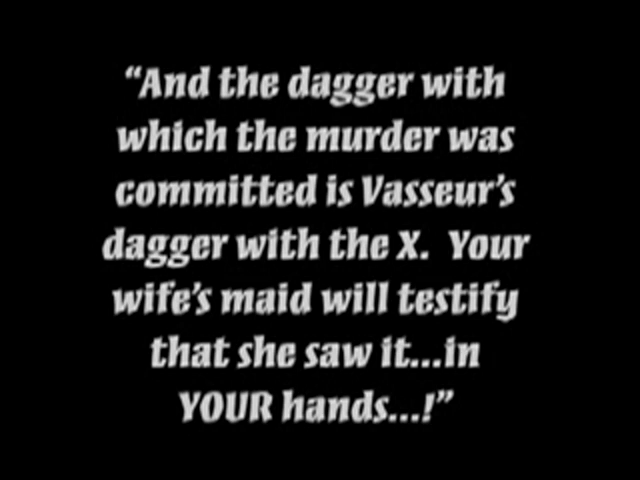 “And the dagger with
which the murder was
committed is Vasseur’s
dagger with the X.  Your
wife’s maid will testify
that she saw it...in
YOUR hands...!”